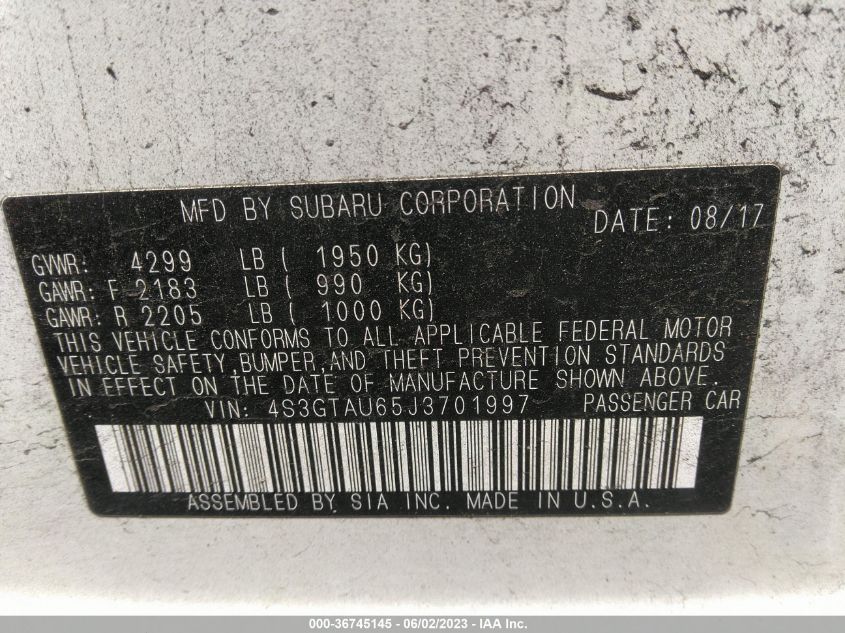 MFD BY SUBARU CORPORATION
DATE: 08/17
GVWR: 4299 LB ( 1950 KG)
GAWR: F 2183 LB ( 990 KG)
GAWR: R 2205 LB ( 1000 KG)
THIS VEHICLE CONFORMS TO ALL APPLICABLE FEDERAL MOTOR
VEHICLE SAFETY,BUMPER,AND THEFT PREVENTION STANDARDS
IN EFFECT ON THE DATE OF MANUFACTURE SHOWN ABOVE.
VIN: 4S3GTAU65J3701997 PASSENGER CAR
ASSEMBLED BY SIA INC. MADE IN U.S.A.
000-36745145 - 06/02/2023 - IAA Inc.